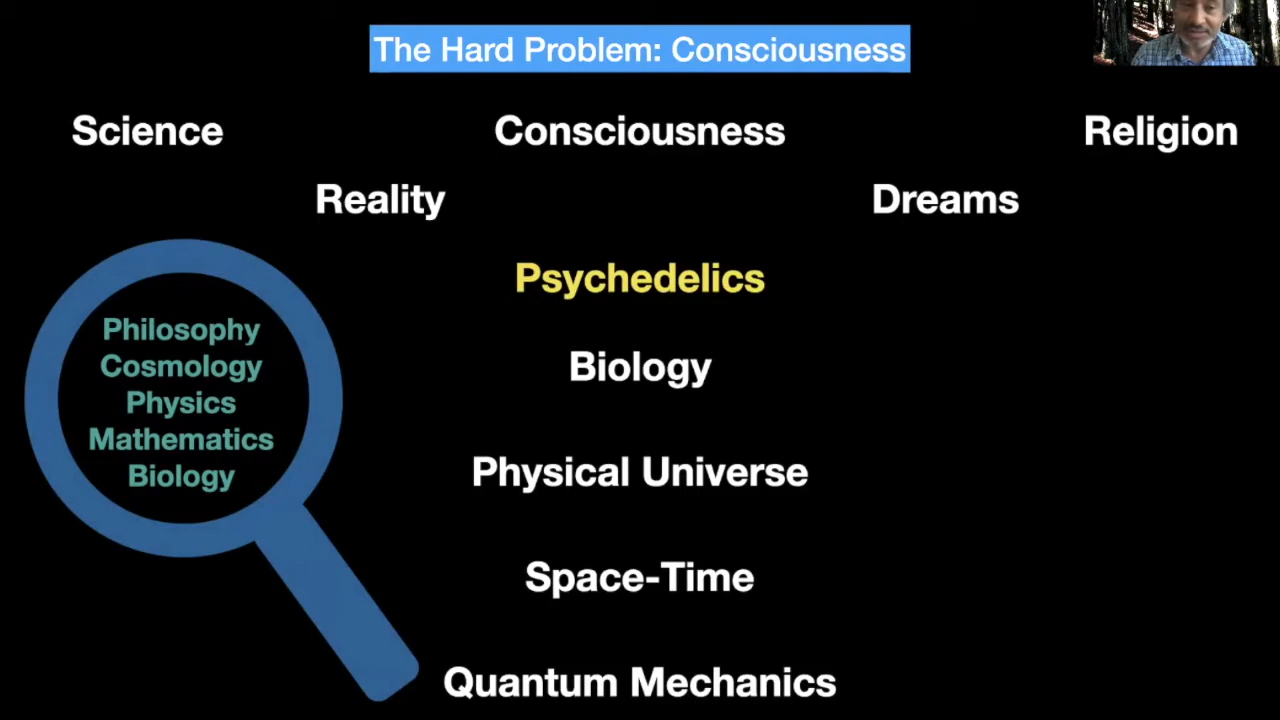 The Hard Problem: Consciousness
Science Consciousness Religion
Reality Dreams
Psychedelics
Philosophy
Cosmology
Physics
Mathematics
Biology
Biology
Physical Universe
Space-Time
Quantum Mechanics